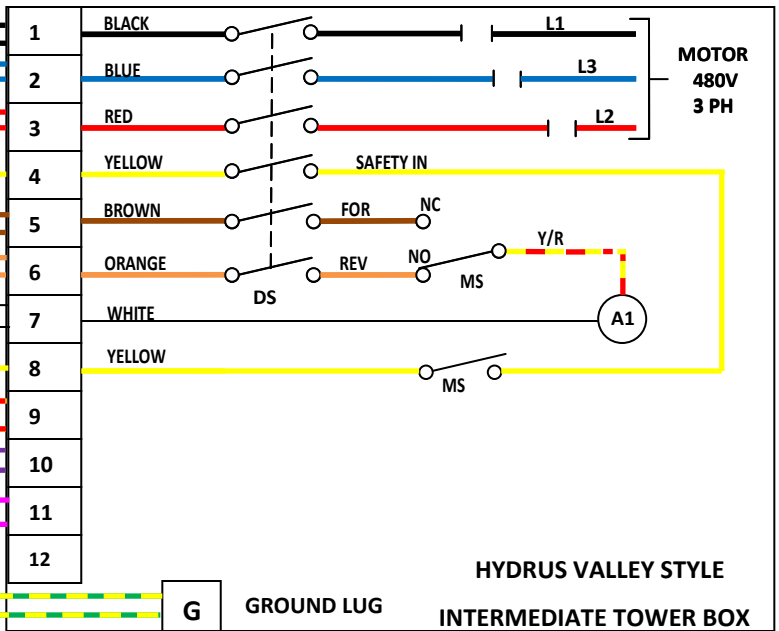 1 BLACK L1
2 BLUE L3
MOTOR
480V
3 PH
3 RED L2
4 YELLOW SAFETY IN
5 BROWN FOR NC
6 ORANGE REV NO Y/R
DS MS
7 WHITE A1
8 YELLOW
MS
9
10
11
12
HYDRUS VALLEY STYLE
G GROUND LUG
INTERMEDIATE TOWER BOX